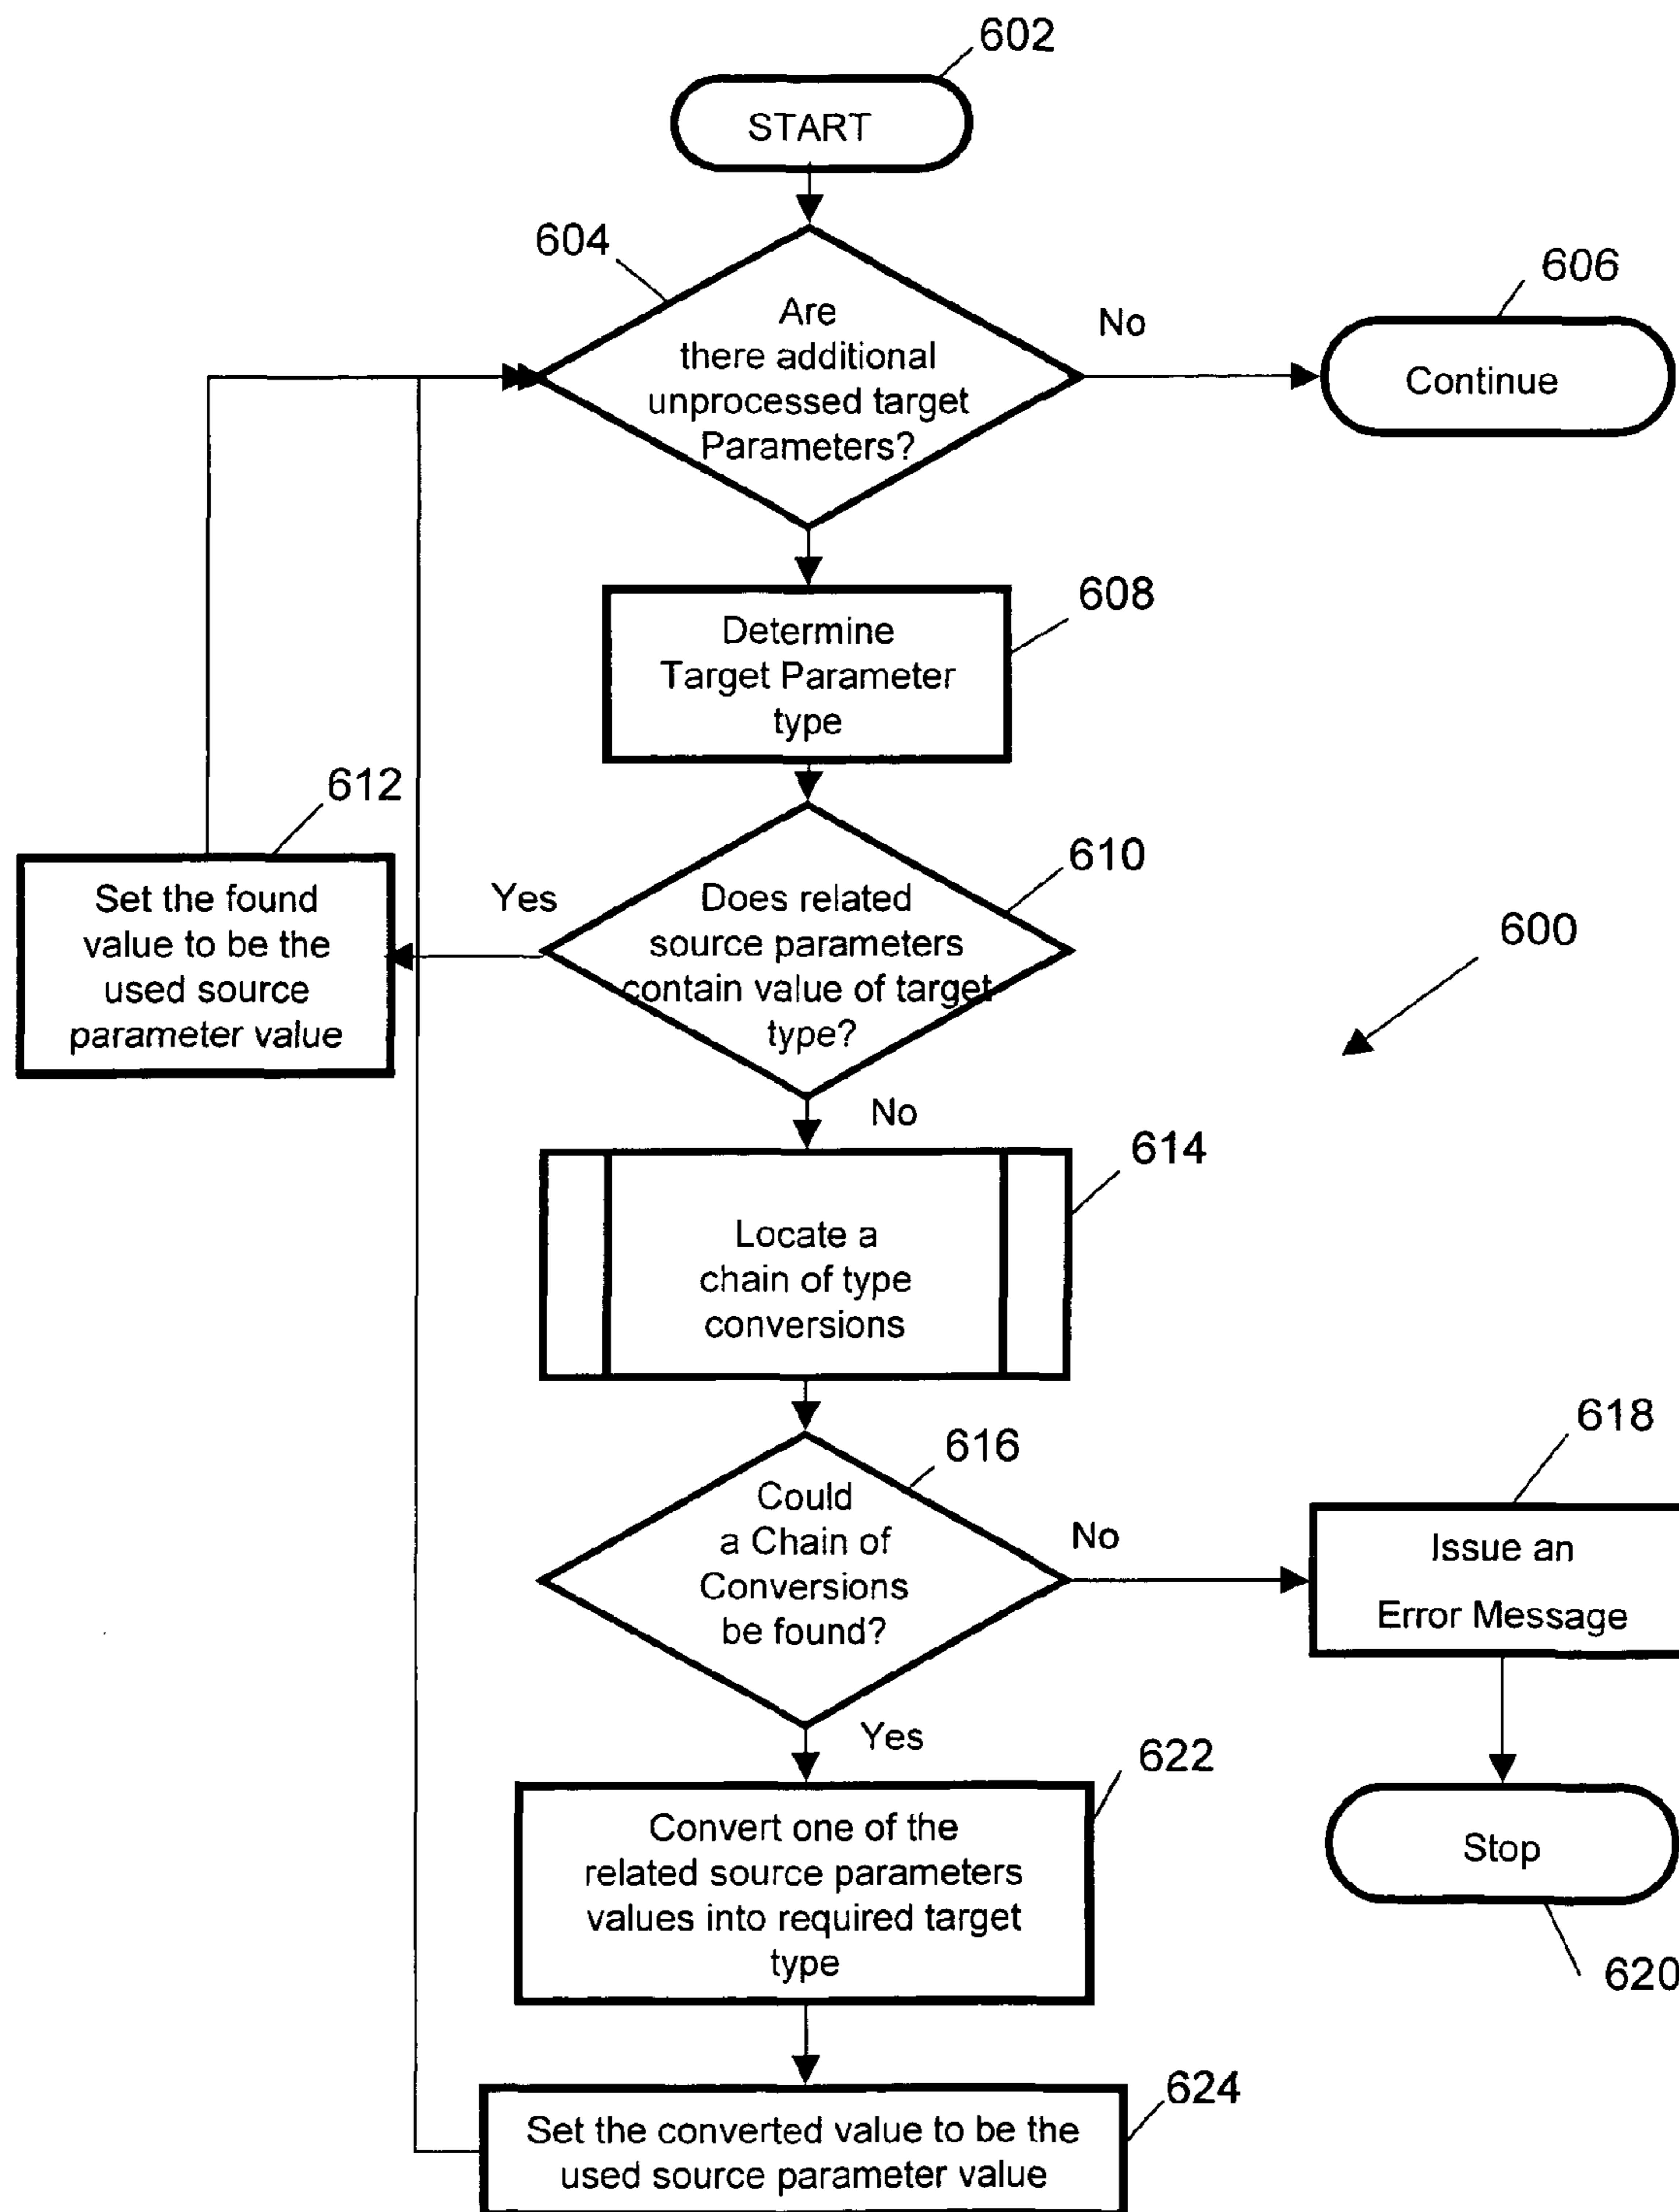 602
START
604
Are
there additional
unprocessed target
Parameters?
No
606
Continue
608
Determine
Target Parameter
type
612
Set the found
value to be the
used source
parameter value
Yes
610
Does related
source parameters
contain value of target
type?
600
No
614
Locate a
chain of type
conversions
616
Could
a Chain of
Conversions
be found?
No
618
Issue an
Error Message
Yes
622
Convert one of the
related source parameters
values into required target
type
Stop
620
624
Set the converted value to be the
used source parameter value